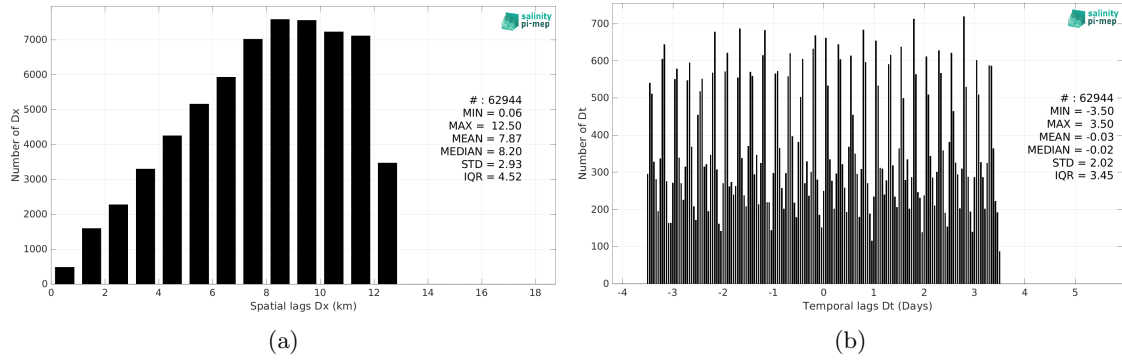 salinity
pi-mep
Number of Dx
7000
6000
5000
4000
3000
2000
1000
0
# : 62944
MIN = 0.06
MAX = 12.50
MEAN = 7.87
MEDIAN = 8.20
STD = 2.93
IQR = 4.52
0 2 4 6 8 10 12 14 16 18
Spatial lags Dx (km)
(a)
salinity
pi-mep
Number of Dt
700
600
500
400
300
200
100
0
# : 62944
MIN = -3.50
MAX = 3.50
MEAN = -0.03
MEDIAN = -0.02
STD = 2.02
IQR = 3.45
-4 -3 -2 -1 0 1 2 3 4 5
Temporal lags Dt (Days)
(b)